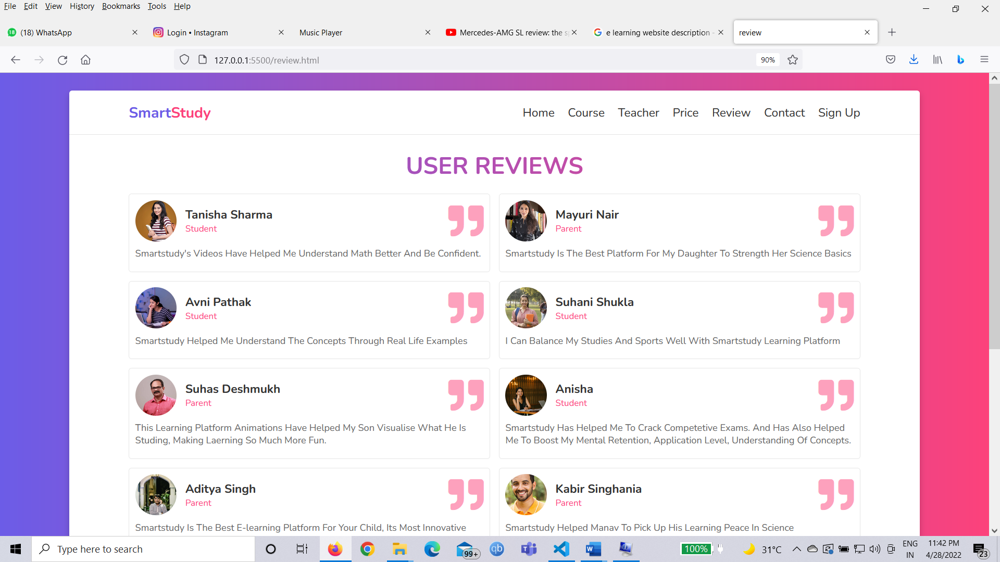 File Edit View History Bookmarks Tools Help
(18) WhatsApp
Login • Instagram
Music Player
Mercedes-AMG SL review: the s
e learning website description -
review
127.0.0.1:5500/review.html
90%
SmartStudy
Home Course Teacher Price Review Contact Sign Up
USER REVIEWS
Tanisha Sharma
Student
Smartstudy's Videos Have Helped Me Understand Math Better And Be Confident.
Mayuri Nair
Parent
Smartstudy Is The Best Platform For My Daughter To Strength Her Science Basics
Avni Pathak
Student
Smartstudy Helped Me Understand The Concepts Through Real Life Examples
Suhani Shukla
Student
I Can Balance My Studies And Sports Well With Smartstudy Learning Platform
Suhas Deshmukh
Parent
This Learning Platform Animations Have Helped My Son Visualise What He Is
Studing, Making Laerning So Much More Fun.
Anisha
Student
Smartstudy Has Helped Me To Crack Competetive Exams. And Has Also Helped
Me To Boost My Mental Retention, Application Level, Understanding Of Concepts.
Aditya Singh
Parent
Smartstudy Is The Best E-learning Platform For Your Child, Its Most Innovative
Kabir Singhania
Parent
Smartstudy Helped Manav To Pick Up His Learning Peace In Science
Type here to search
99+
qb
100%
31°C
ENG
IN
11:42 PM
4/28/2022
23